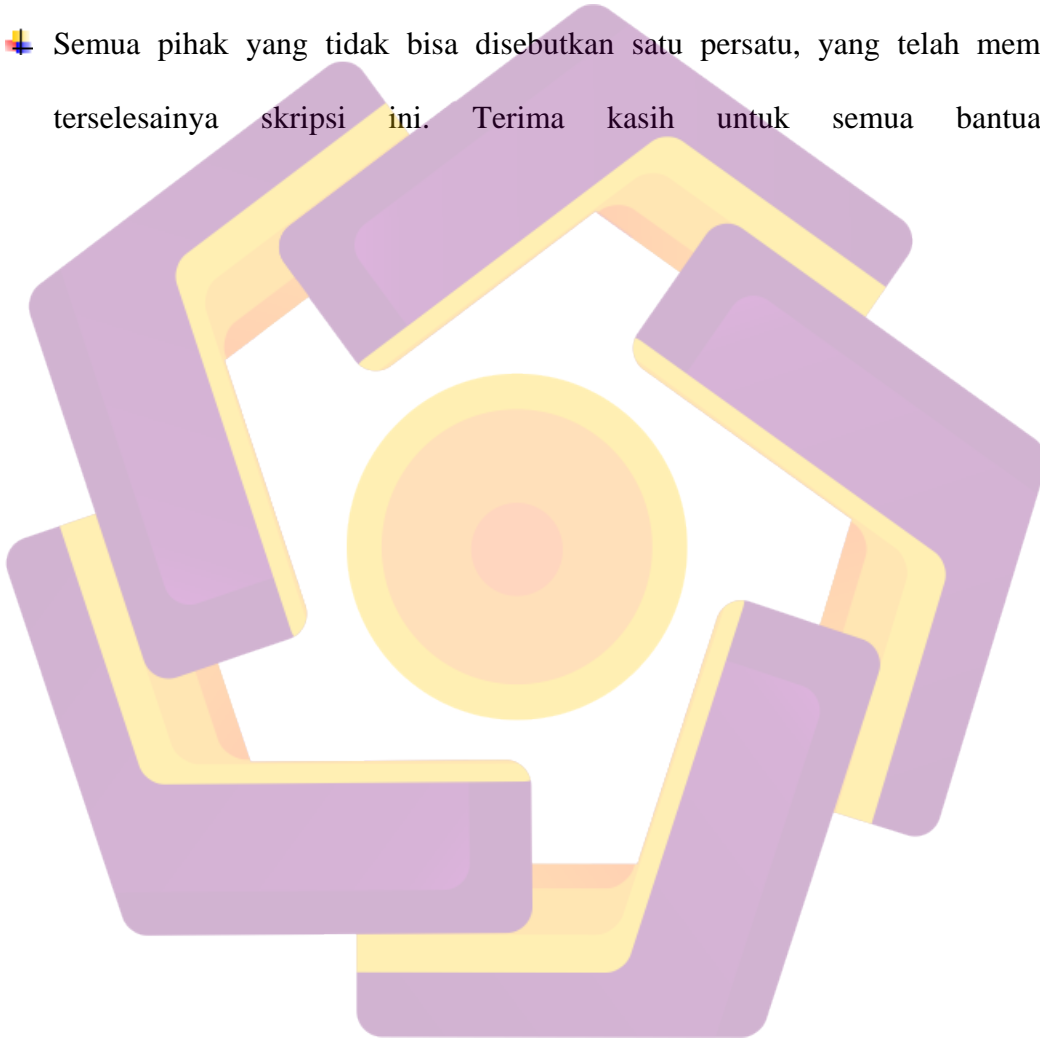 Semua pihak yang tidak bisa disebutkan satu persatu, yang telah mem
terselesainya skripsi ini. Terima kasih untuk semua bantua